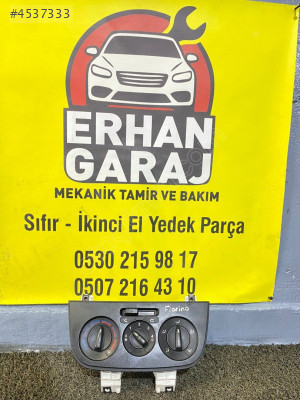 #4537333
ERHAN
GARAJ
MEKANİK TAMİR VE BAKIM
Sıfır - İkinci El Yedek Parça
0530 215 98 17
0507 216 43 10
Fiorino